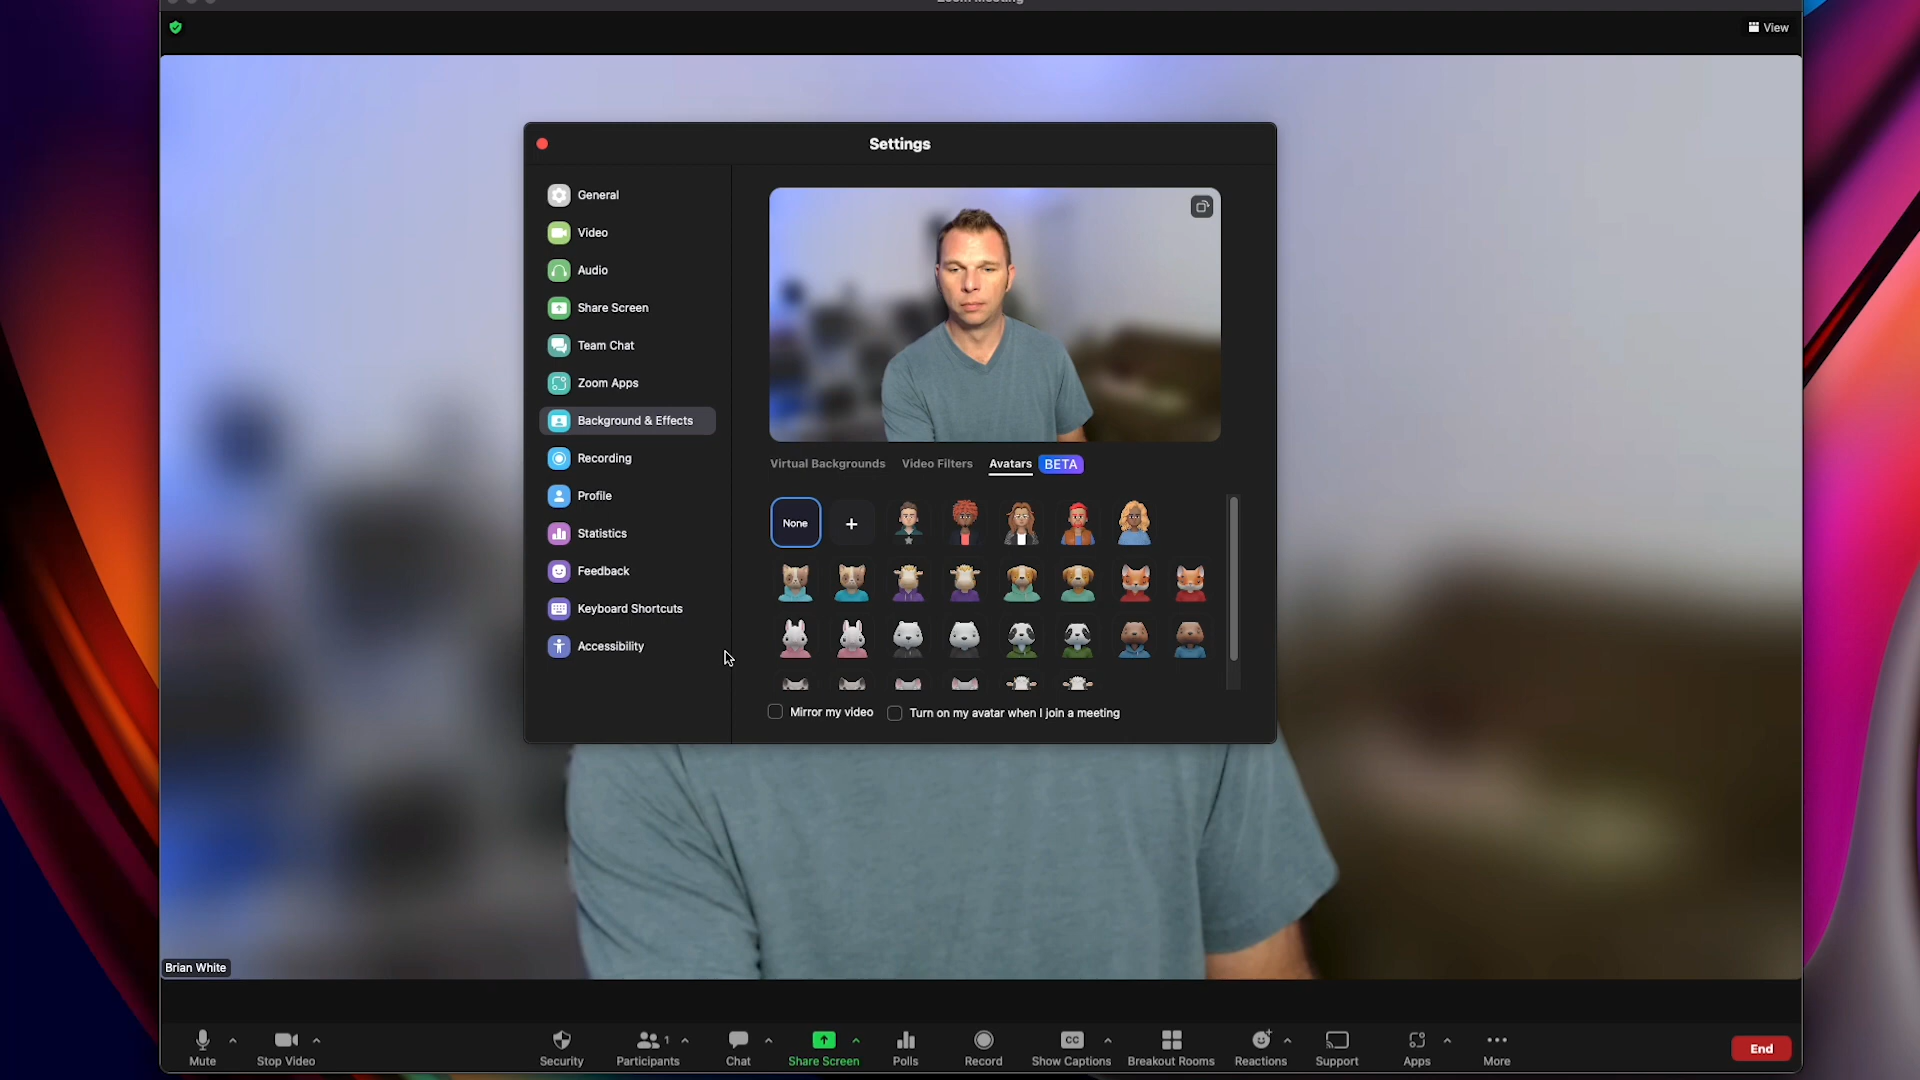 Zoom Meeting
View
Settings
General
Video
Audio
Share Screen
Team Chat
Zoom Apps
Background & Effects
Recording
Profile
Statistics
Feedback
Keyboard Shortcuts
Accessibility
Virtual Backgrounds Video Filters Avatars BETA
None +
Mirror my video Turn on my avatar when I join a meeting
Brian White
1
CC
Mute Stop Video Security Participants Chat Share Screen Polls Record Show Captions Breakout Rooms Reactions Support Apps More End